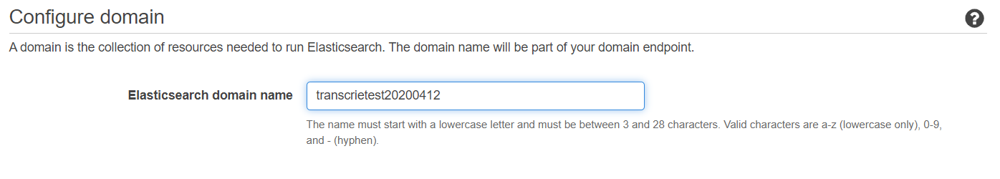 Configure domain
A domain is the collection of resources needed to run Elasticsearch. The domain name will be part of your domain endpoint.
Elasticsearch domain name
transcrietest20200412
The name must start with a lowercase letter and must be between 3 and 28 characters. Valid characters are a-z (lowercase only), 0-9,
and - (hyphen).